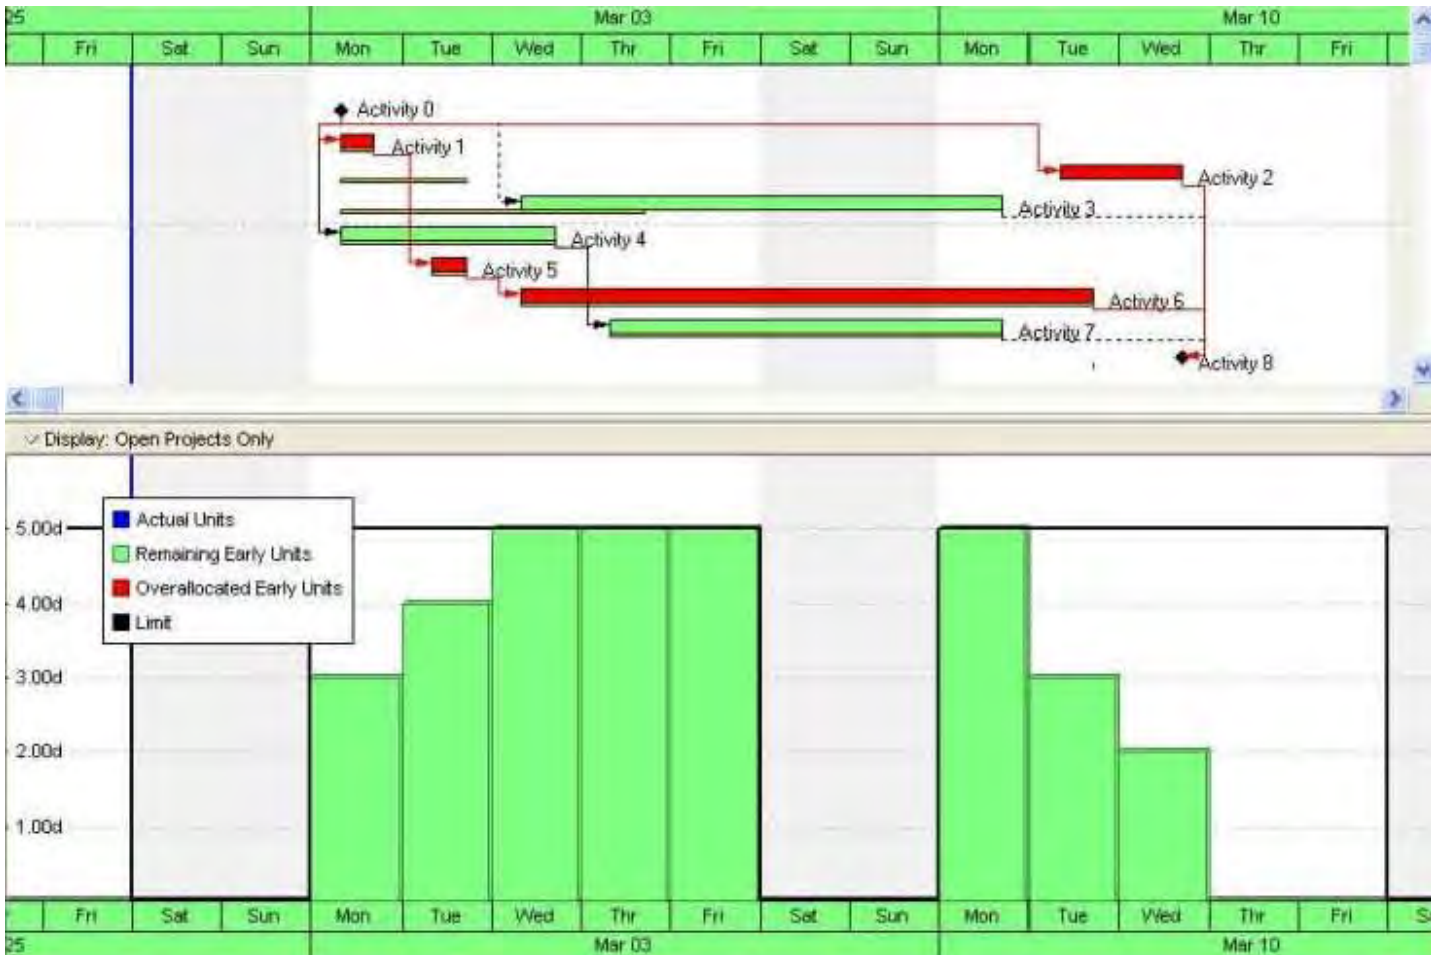 25 Mar 03 Mar 10
Fri Sat Sun Mon Tue Wed Thr Fri Sat Sun Mon Tue Wed Thr Fri
Activity 0
Activity 1
Activity 2
Activity 3
Activity 4
Activity 5
Activity 6
Activity 7
Activity 8
Display: Open Projects Only
5.00d
Actual Units
Remaining Early Units
Overallocated Early Units
4.00d
Limit
3.00d
2.00d
1.00d
Fri Sat Sun Mon Tue Wed Thr Fri Sat Sun Mon Tue Wed Thr Fri S
25 Mar 03 Mar 10